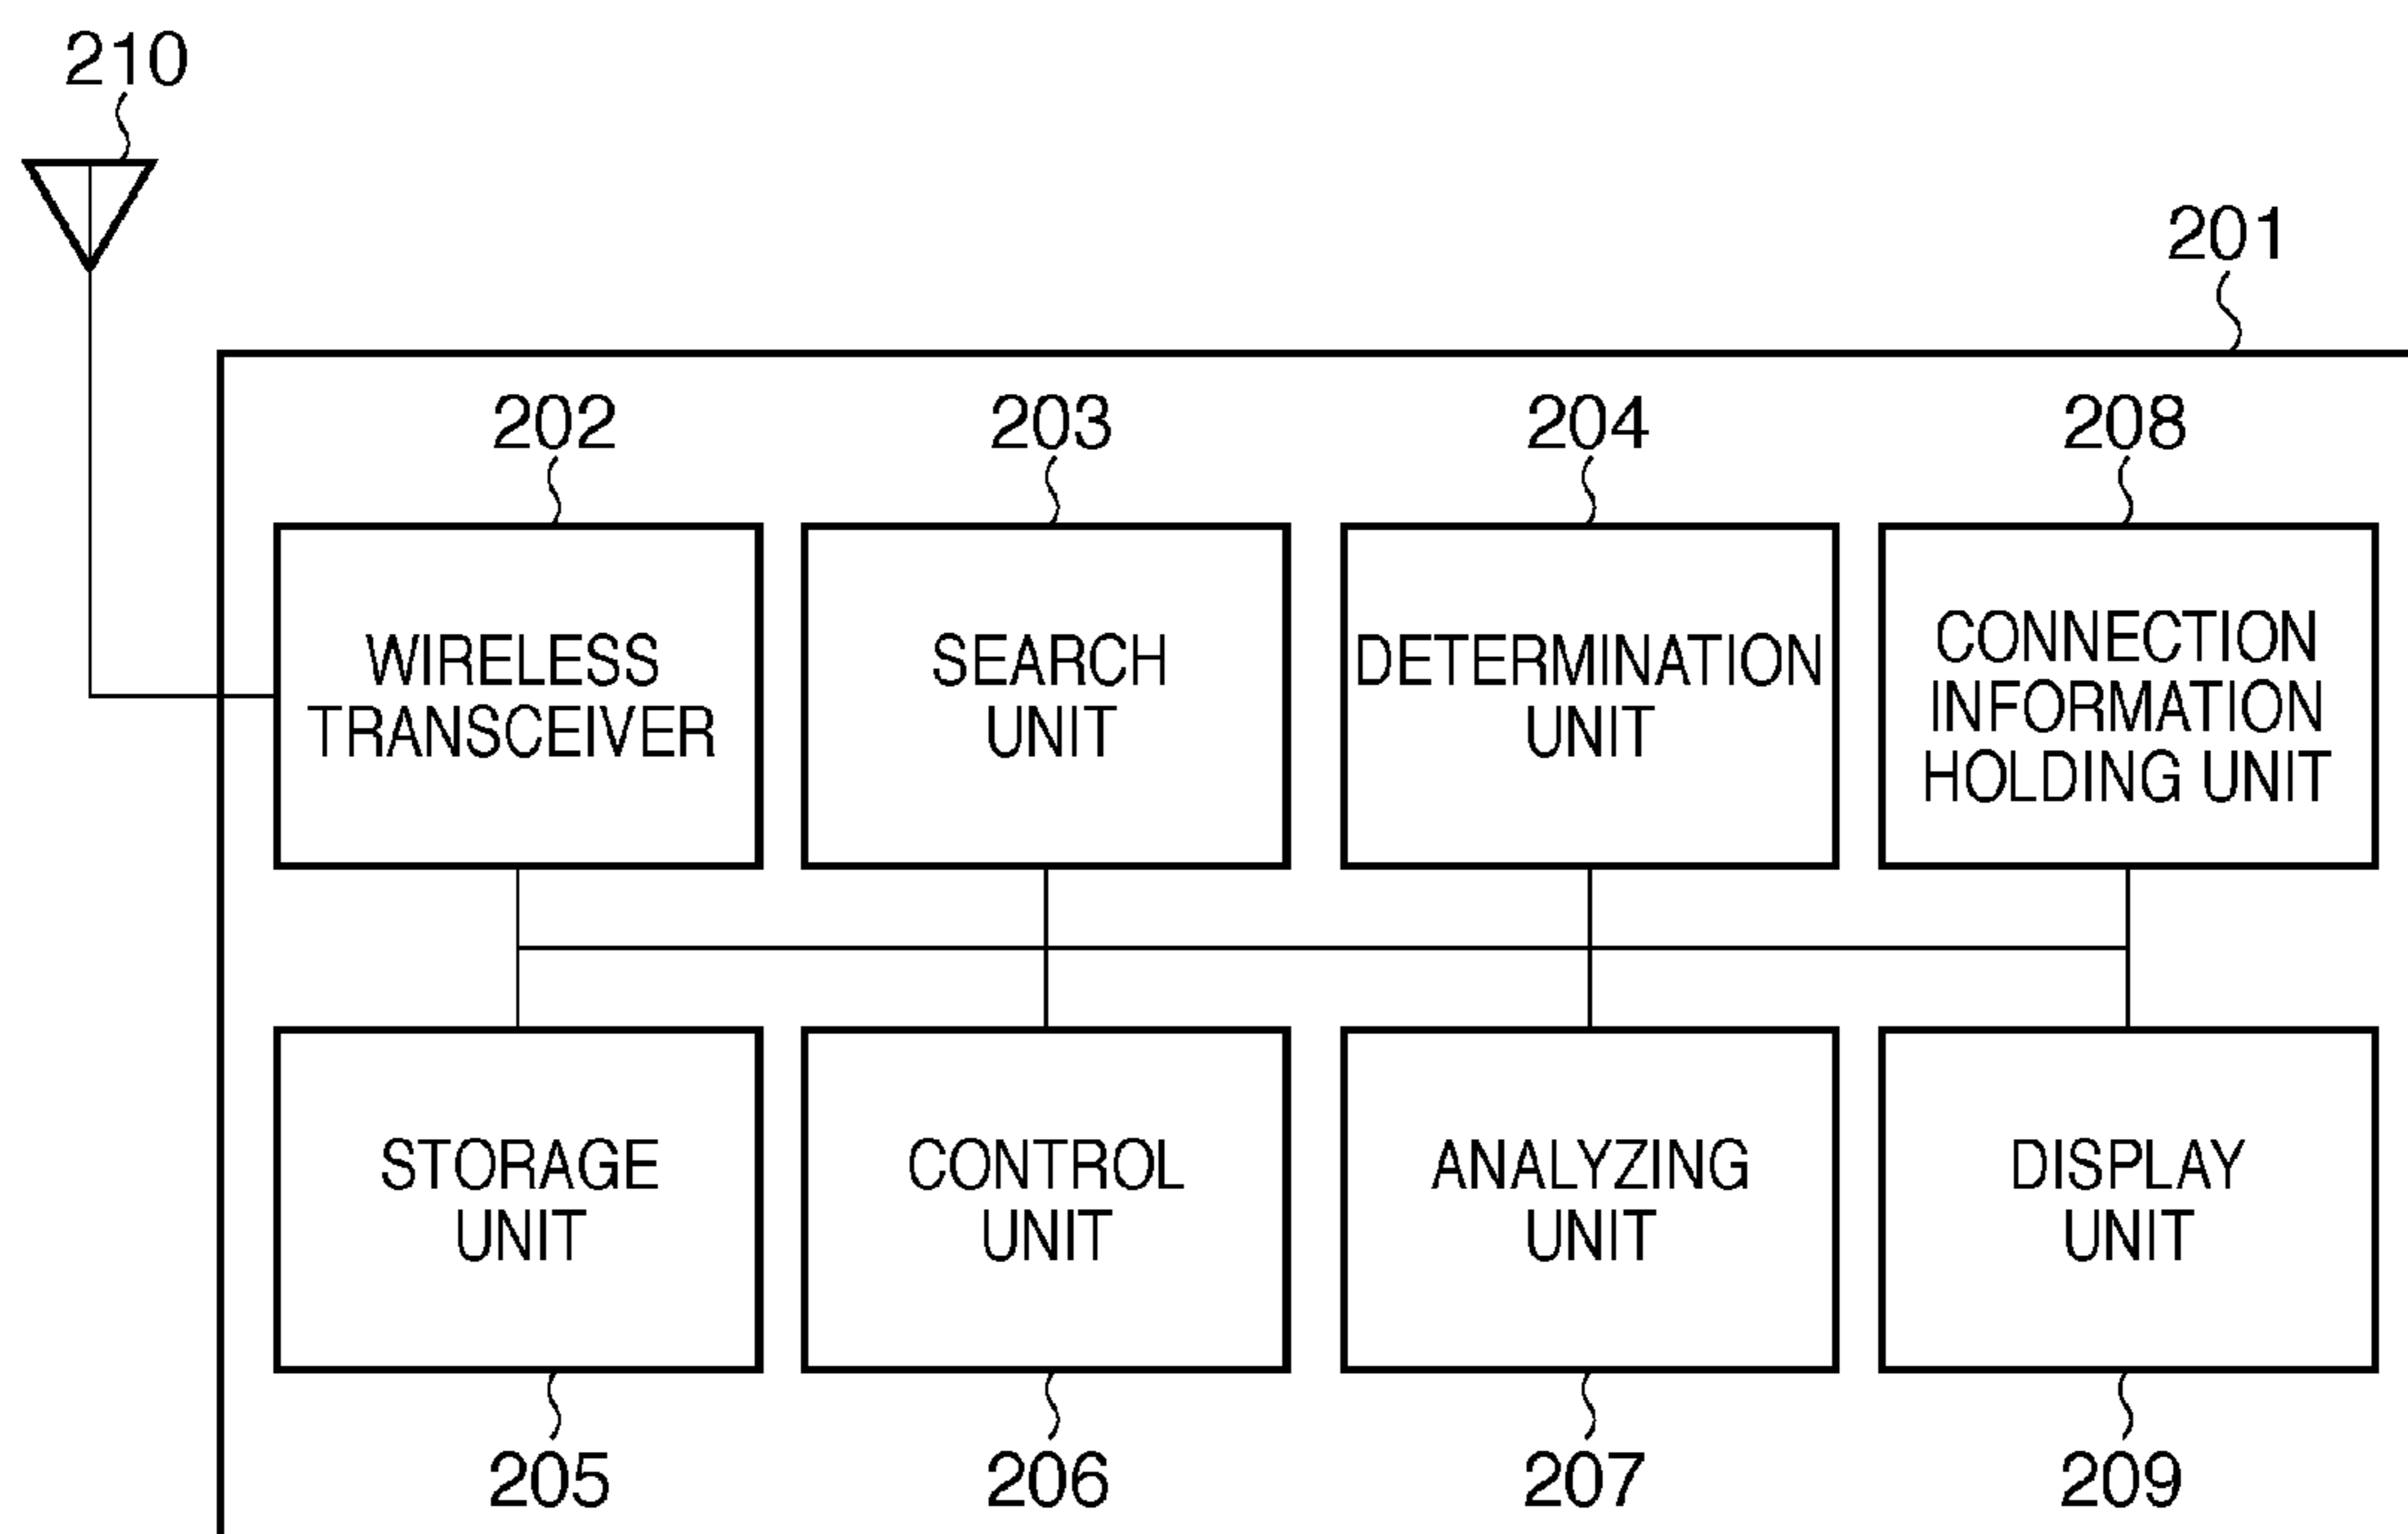 210
201
202
203
204
208
WIRELESS
TRANSCEIVER
SEARCH
UNIT
DETERMINATION
UNIT
CONNECTION
INFORMATION
HOLDING UNIT
STORAGE
UNIT
CONTROL
UNIT
ANALYZING
UNIT
DISPLAY
UNIT
205
206
207
209